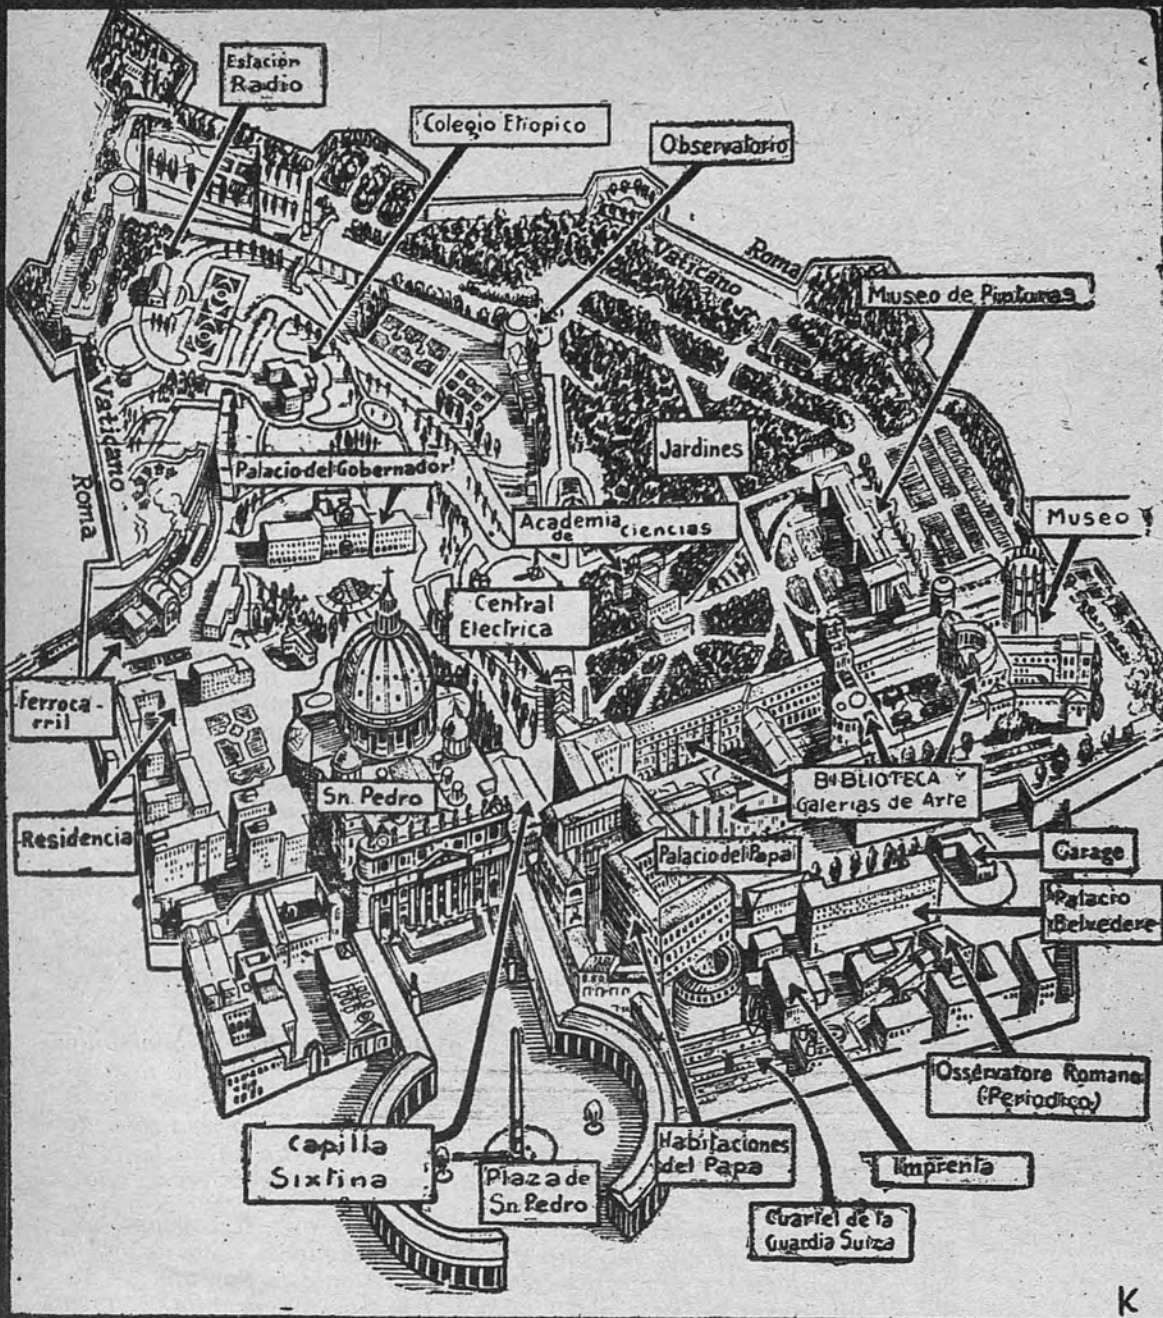 Estación
Radio
Colegio Etiopico
Observatorio
Roma
Vaticano
Museo de Pinturas
Vaticano
Roma
Jardines
Palacio del Gobernador
Academia
de ciencias
Museo
Central
Electrica
Ferroca-
rril
Sn. Pedro
BIBLIOTECA Y
Galerías de Arte
Residencia
Palacio del Papa
Garage
Palacio
Belvedere
Osservatore Romano
(Periodico)
Capilla
Sixtina
Plaza de
Sn. Pedro
Habitaciones
del Papa
Imprenta
Cuartel de la
Guardia Suiza
K